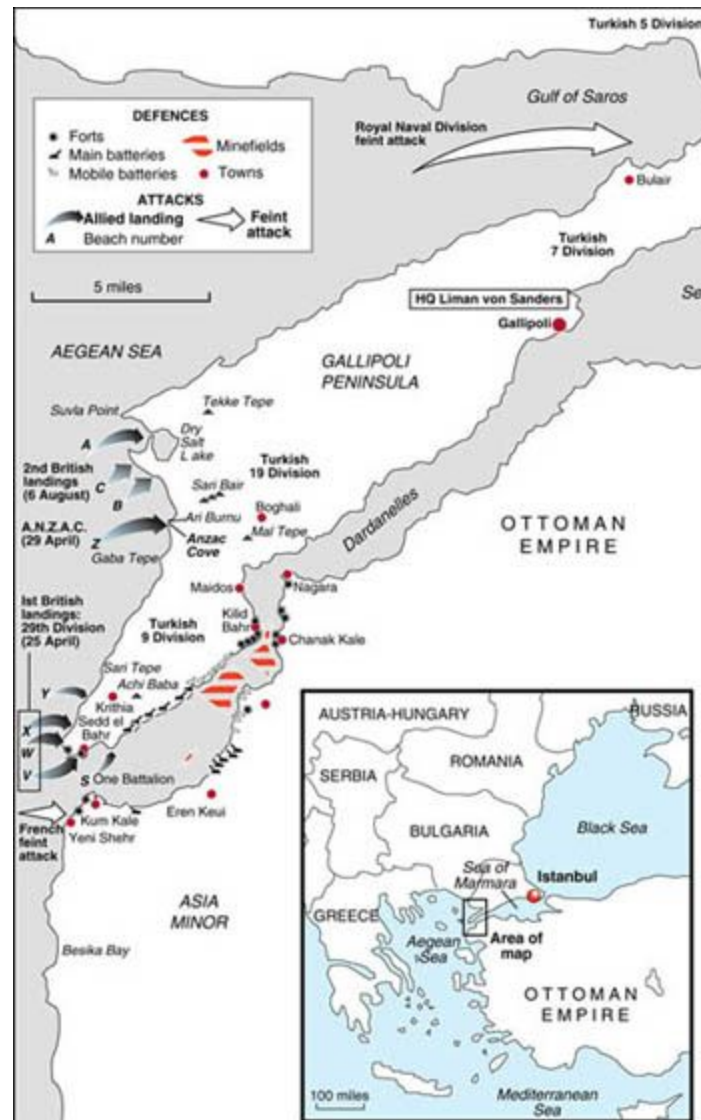 Turkish 5 Division
Gulf of Saros
Royal Naval Division
feint attack
DEFENCES
Forts
Main batteries
Mobile batteries
Minefields
Towns
ATTACKS
Allied landing
A Beach number
Feint
attack
5 miles
Bulair
Turkish
7 Division
HQ Liman von Sanders
Gallipoli
Se
AEGEAN SEA
GALLIPOLI
PENINSULA
Suvla Point
Tekke Tepe
A
Dry
Salt
Lake
2nd British
landings
(6 August)
C
B
Turkish
19 Division
Sari Bair
Boghali
A.N.Z.A.C.
(29 April)
Z
Ari Burnu
Anzac
Cove
Mal Tepe
Gaba Tepe
Dardanelles
OTTOMAN
EMPIRE
Maidos
Nagara
Ist British
landings:
29th Division
(25 April)
Turkish
9 Division
Kilid
Bahr
Chanak Kale
Sari Tepe
Achi Baba
Y
Krithia
Sedd el
Bahr
X
W
V
S One Battalion
Kum Kale
Eren Keui
French
feint
attack
Yeni Shehr
ASIA
MINOR
Besika Bay
AUSTRIA-HUNGARY
RUSSIA
ROMANIA
SERBIA
BULGARIA
Black Sea
Sea of
Marmara
Istanbul
GREECE
Aegean
Sea
Area of
map
OTTOMAN
EMPIRE
100 miles
Mediterranean
Sea